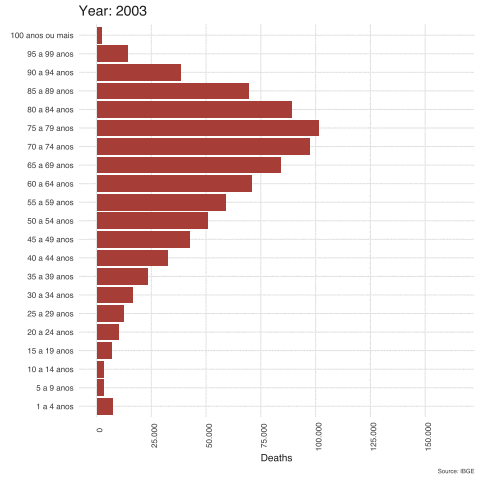 Year: 2003
100 anos ou mais
95 a 99 anos
90 a 94 anos
85 a 89 anos
80 a 84 anos
75 a 79 anos
70 a 74 anos
65 a 69 anos
60 a 64 anos
55 a 59 anos
50 a 54 anos
45 a 49 anos
40 a 44 anos
35 a 39 anos
30 a 34 anos
25 a 29 anos
20 a 24 anos
15 a 19 anos
10 a 14 anos
5 a 9 anos
1 a 4 anos
0
25.000
50.000
75.000
100.000
125.000
150.000
Deaths
Source: IBGE